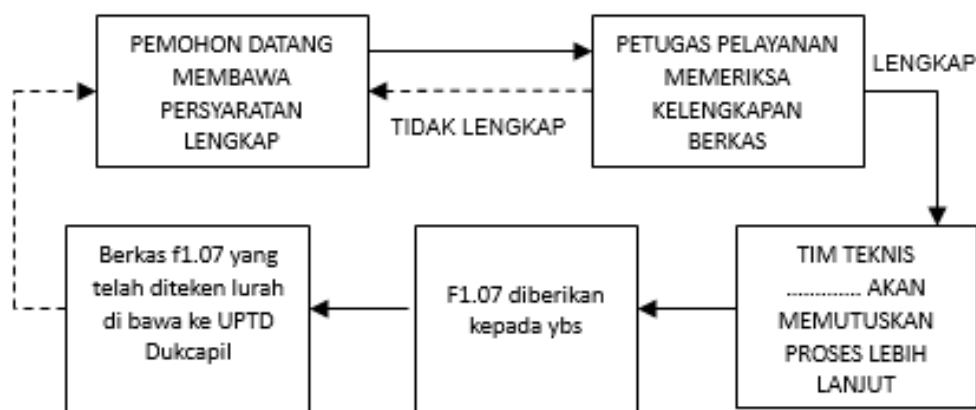 PEMOHON DATANG
MEMBAWA
PERSYARATAN
LENGKAP
TIDAK LENGKAP
PETUGAS PELAYANAN
MEMERIKSA
KELENGKAPAN
BERKAS
LENGKAP
TIM TEKNIS
.............. AKAN
MEMUTUSKAN
PROSES LEBIH
LANJUT
F1.07 diberikan
kepada ybs
Berkas f1.07 yang
telah diteken lurah
di bawa ke UPTD
Dukcapil